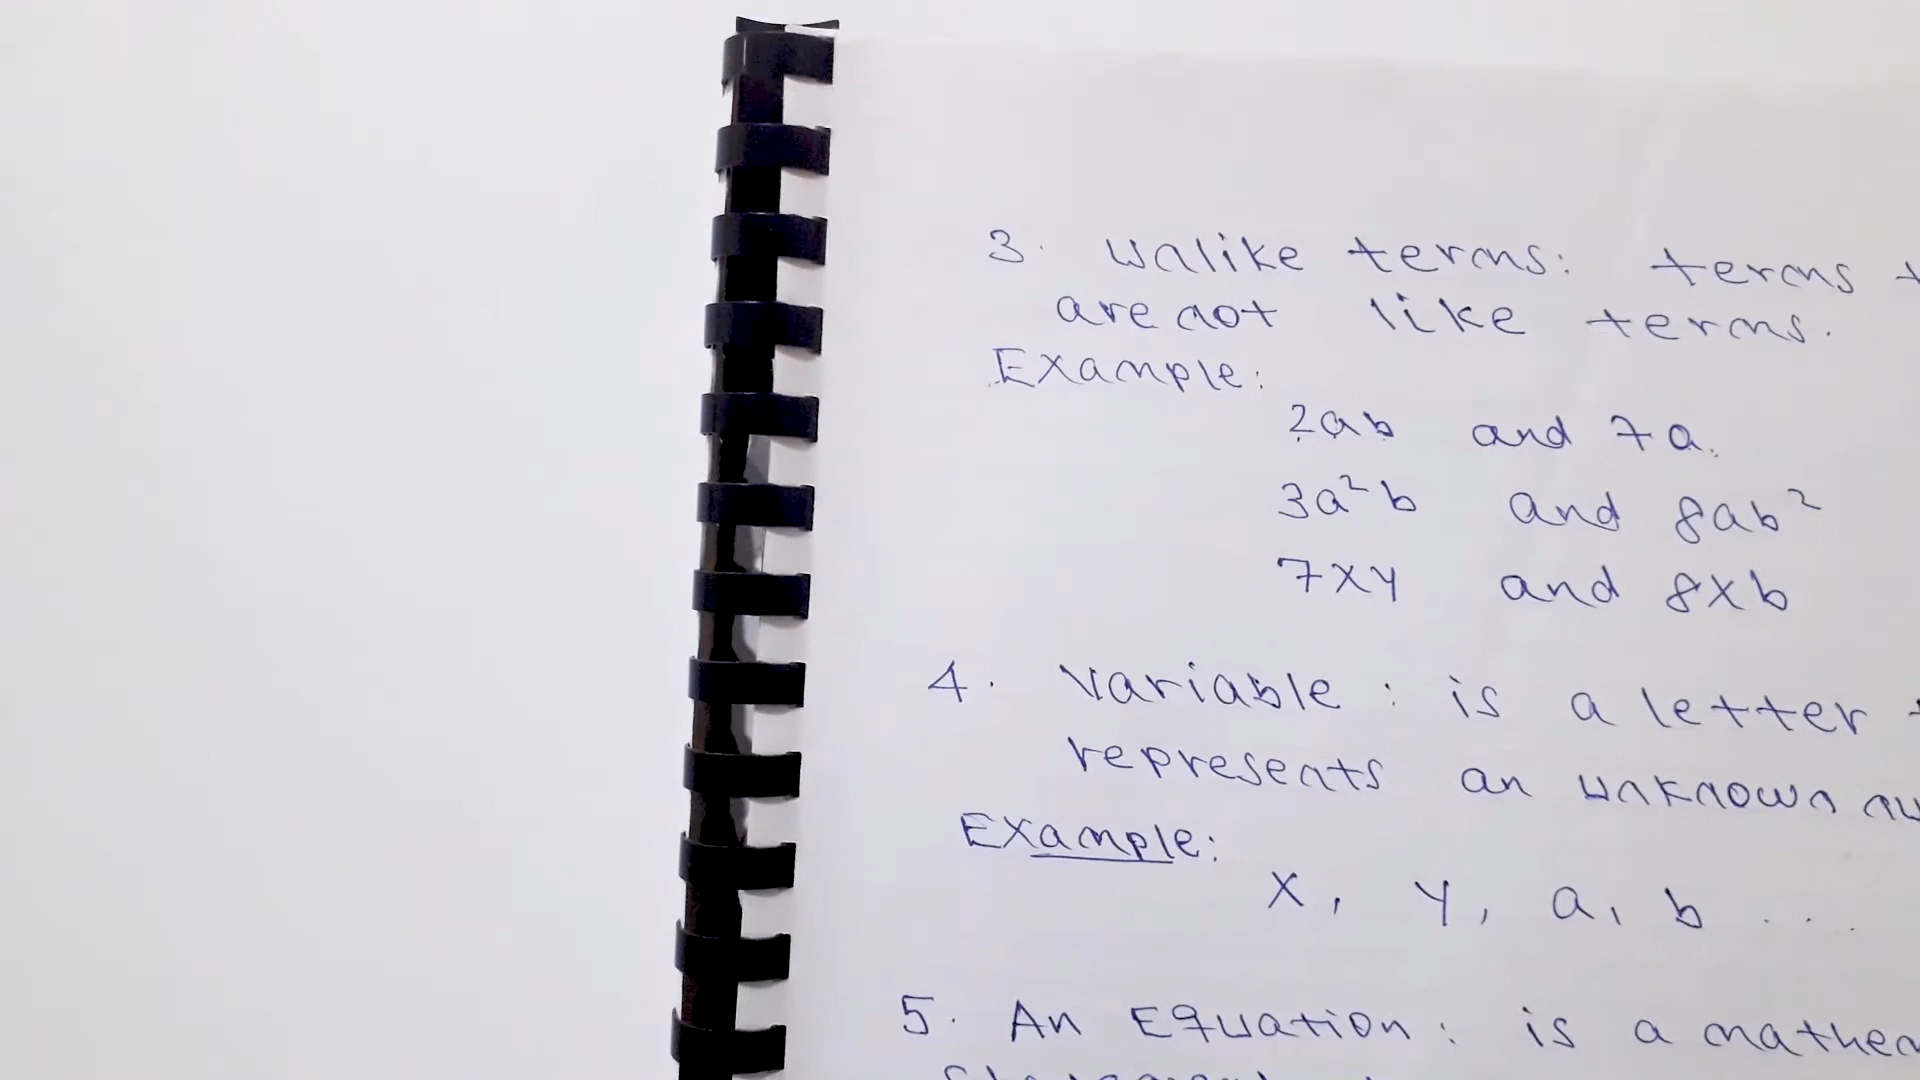 3. Unlike terms: terms
are not like terms.
Example:
2ab and 7a.
3a²b and 8ab²
7xy and 8xb
4. Variable: is a letter
represents an unknown
Example:
x, y, a, b ...
5. An Equation: is a